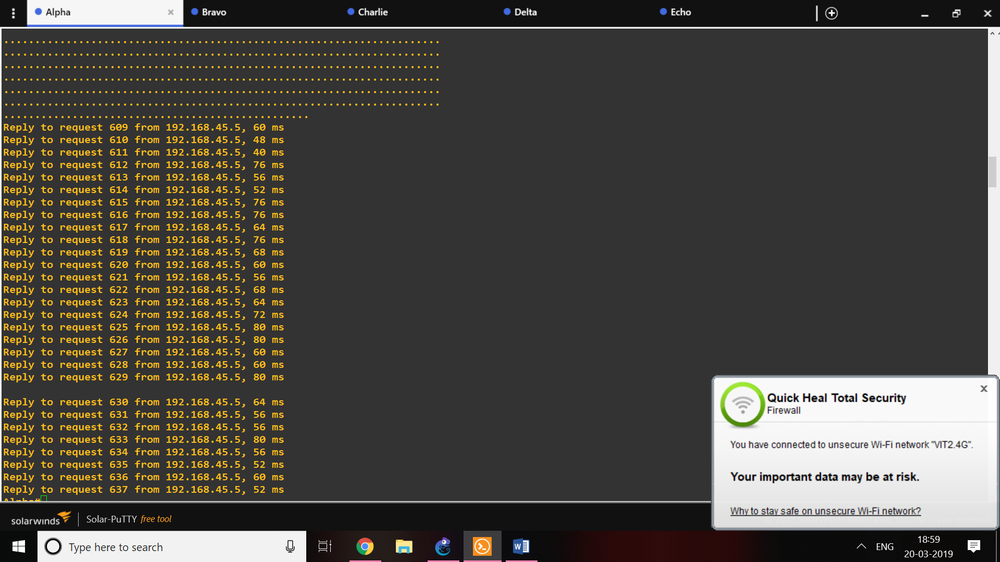 Alpha
Bravo
Charlie
Delta
Echo
......................................................................
......................................................................
......................................................................
......................................................................
......................................................................
......................................................................
.................................................
Reply to request 609 from 192.168.45.5, 60 ms
Reply to request 610 from 192.168.45.5, 48 ms
Reply to request 611 from 192.168.45.5, 40 ms
Reply to request 612 from 192.168.45.5, 76 ms
Reply to request 613 from 192.168.45.5, 56 ms
Reply to request 614 from 192.168.45.5, 52 ms
Reply to request 615 from 192.168.45.5, 76 ms
Reply to request 616 from 192.168.45.5, 76 ms
Reply to request 617 from 192.168.45.5, 64 ms
Reply to request 618 from 192.168.45.5, 76 ms
Reply to request 619 from 192.168.45.5, 68 ms
Reply to request 620 from 192.168.45.5, 60 ms
Reply to request 621 from 192.168.45.5, 56 ms
Reply to request 622 from 192.168.45.5, 68 ms
Reply to request 623 from 192.168.45.5, 64 ms
Reply to request 624 from 192.168.45.5, 72 ms
Reply to request 625 from 192.168.45.5, 80 ms
Reply to request 626 from 192.168.45.5, 80 ms
Reply to request 627 from 192.168.45.5, 60 ms
Reply to request 628 from 192.168.45.5, 60 ms
Reply to request 629 from 192.168.45.5, 80 ms
Reply to request 630 from 192.168.45.5, 64 ms
Reply to request 631 from 192.168.45.5, 56 ms
Reply to request 632 from 192.168.45.5, 56 ms
Reply to request 633 from 192.168.45.5, 80 ms
Reply to request 634 from 192.168.45.5, 56 ms
Reply to request 635 from 192.168.45.5, 52 ms
Reply to request 636 from 192.168.45.5, 60 ms
Reply to request 637 from 192.168.45.5, 52 ms
Alpha#
Quick Heal Total Security
Firewall
You have connected to unsecure Wi-Fi network "VIT2.4G".
Your important data may be at risk.
Why to stay safe on unsecure Wi-Fi network?
solarwinds
Solar-PuTTY free tool
All rights reserved.
Type here to search
ENG
18:59
20-03-2019